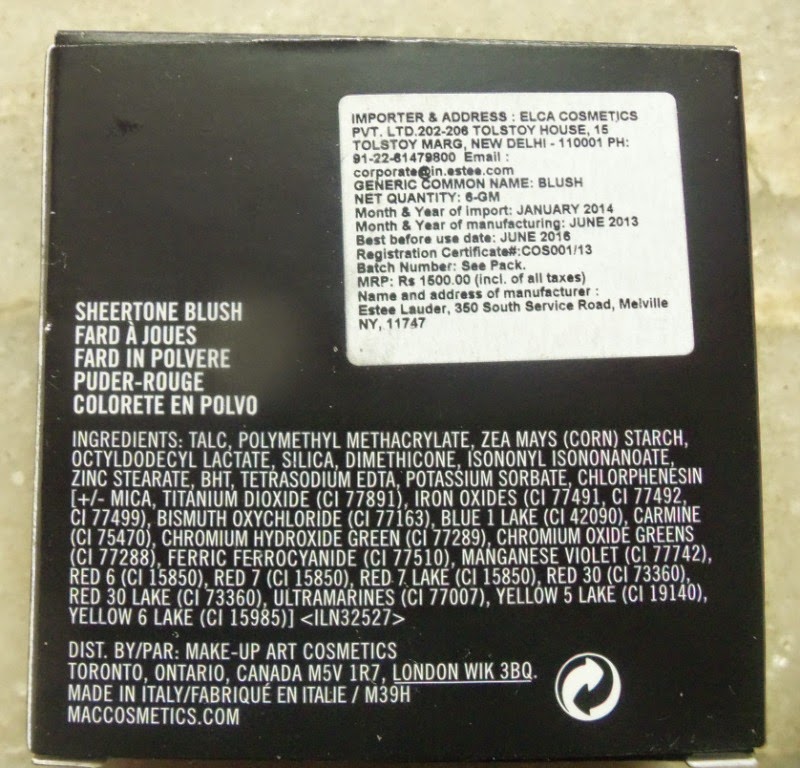 IMPORTER & ADDRESS : ELCA COSMETICS
PVT. LTD.202-206 TOLSTOY HOUSE, 15
TOLSTOY MARG, NEW DELHI - 110001 PH:
91-22-61479800 Email :
corporate@in.estee.com
GENERIC COMMON NAME: BLUSH
NET QUANTITY: 6-GM
Month & Year of import: JANUARY 2014
Month & Year of manufacturing: JUNE 2013
Best before use date: JUNE 2016
Registration Certificate#:COS001/13
Batch Number: See Pack.
MRP: Rs 1500.00 (incl. of all taxes)
Name and address of manufacturer :
Estee Lauder, 350 South Service Road, Melville
NY, 11747
SHEERTONE BLUSH
FARD À JOUES
FARD IN POLVERE
PUDER-ROUGE
COLORETE EN POLVO
INGREDIENTS: TALC, POLYMETHYL METHACRYLATE, ZEA MAYS (CORN) STARCH,
OCTYLDODECYL LACTATE, SILICA, DIMETHICONE, ISONONYL ISONONANOATE,
ZINC STEARATE, BHT, TETRASODIUM EDTA, POTASSIUM SORBATE, CHLORPHENESIN
[+/- MICA, TITANIUM DIOXIDE (CI 77891), IRON OXIDES (CI 77491, CI 77492,
CI 77499), BISMUTH OXYCHLORIDE (CI 77163), BLUE 1 LAKE (CI 42090), CARMINE
(CI 75470), CHROMIUM HYDROXIDE GREEN (CI 77289), CHROMIUM OXIDE GREENS
(CI 77288), FERRIC FERROCYANIDE (CI 77510), MANGANESE VIOLET (CI 77742),
RED 6 (CI 15850), RED 7 (CI 15850), RED 7 LAKE (CI 15850), RED 30 (CI 73360),
RED 30 LAKE (CI 73360), ULTRAMARINES (CI 77007), YELLOW 5 LAKE (CI 19140),
YELLOW 6 LAKE (CI 15985)] <ILN32527>
DIST. BY/PAR: MAKE-UP ART COSMETICS
TORONTO, ONTARIO, CANADA M5V 1R7, LONDON W1K 3BQ.
MADE IN ITALY/FABRIQUÉ EN ITALIE / M39H
MACCOSMETICS.COM